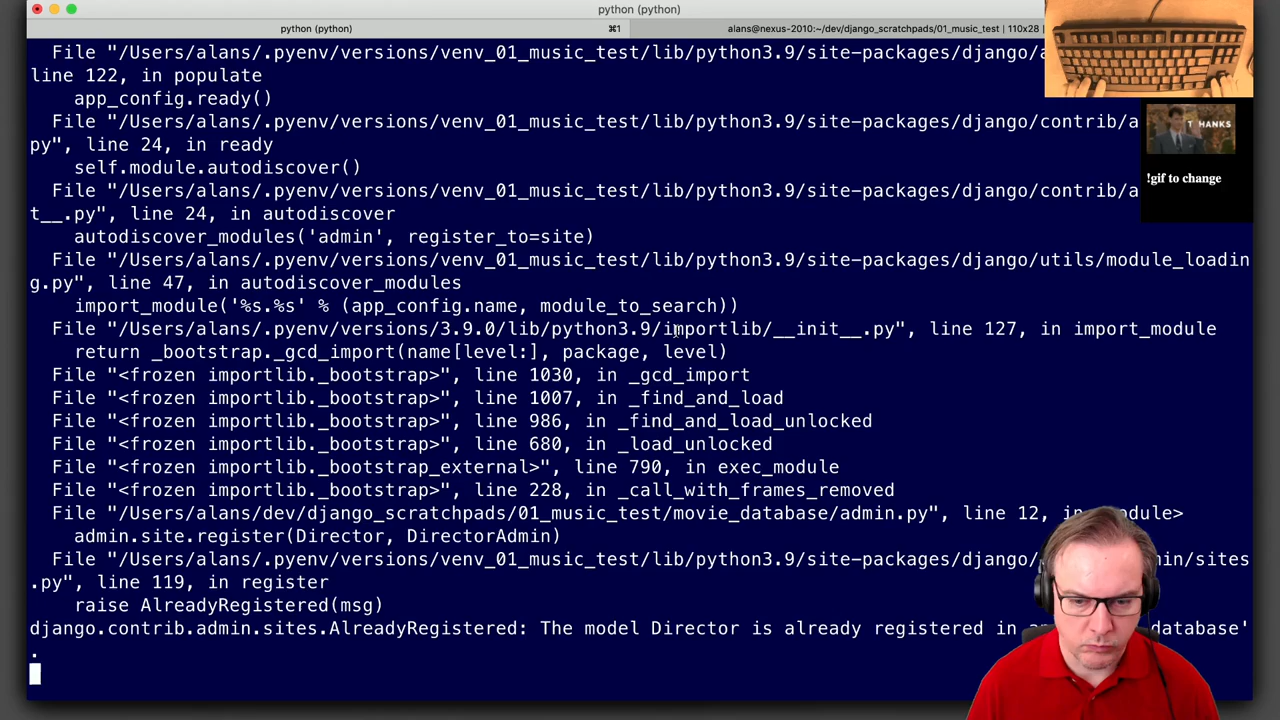 python (python)
python (python)
⌘1
alans@nexus-2010:~/dev/django_scratchpads/01_music_test | 110x28
File "/Users/alans/.pyenv/versions/venv_01_music_test/lib/python3.9/site-packages/django/a
line 122, in populate
app_config.ready()
File "/Users/alans/.pyenv/versions/venv_01_music_test/lib/python3.9/site-packages/django/contrib/a
py", line 24, in ready
self.module.autodiscover()
File "/Users/alans/.pyenv/versions/venv_01_music_test/lib/python3.9/site-packages/django/contrib/a
t__.py", line 24, in autodiscover
autodiscover_modules('admin', register_to=site)
File "/Users/alans/.pyenv/versions/venv_01_music_test/lib/python3.9/site-packages/django/utils/module_loadin
g.py", line 47, in autodiscover_modules
import_module('%s.%s' % (app_config.name, module_to_search))
File "/Users/alans/.pyenv/versions/3.9.0/lib/python3.9/importlib/__init__.py", line 127, in import_module
return _bootstrap._gcd_import(name[level:], package, level)
File "<frozen importlib._bootstrap>", line 1030, in _gcd_import
File "<frozen importlib._bootstrap>", line 1007, in _find_and_load
File "<frozen importlib._bootstrap>", line 986, in _find_and_load_unlocked
File "<frozen importlib._bootstrap>", line 680, in _load_unlocked
File "<frozen importlib._bootstrap_external>", line 790, in exec_module
File "<frozen importlib._bootstrap>", line 228, in _call_with_frames_removed
File "/Users/alans/dev/django_scratchpads/01_music_test/movie_database/admin.py", line 12, in odule>
admin.site.register(Director, DirectorAdmin)
File "/Users/alans/.pyenv/versions/venv_01_music_test/lib/python3.9/site-packages/django/ min/sites
.py", line 119, in register
raise AlreadyRegistered(msg)
django.contrib.admin.sites.AlreadyRegistered: The model Director is already registered in database'
.
T HANKS
!gif to change